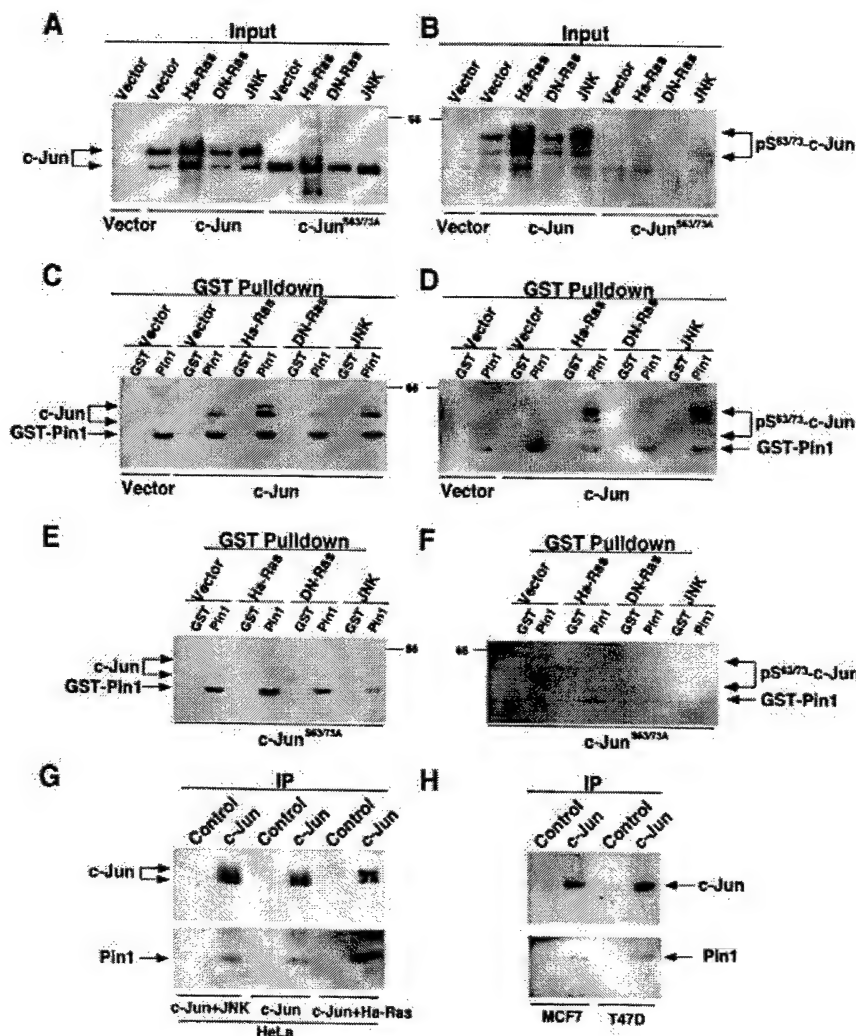 A
Input
Vector Vector Ha-Ras DN-Ras JNK Vector Ha-Ras DN-Ras JNK
c-Jun
Vector c-Jun c-Jun S63/73A
B
Input
Vector Vector Ha-Ras DN-Ras JNK Vector Ha-Ras DN-Ras JNK
pS63/73-c-Jun
Vector c-Jun c-Jun S63/73A
C
GST Pulldown
Vector Vector Ha-Ras DN-Ras JNK
GST Pin1 GST Pin1 GST Pin1 GST Pin1 GST Pin1
c-Jun
GST-Pin1
Vector c-Jun
D
GST Pulldown
Vector Vector Ha-Ras DN-Ras JNK
GST Pin1 GST Pin1 GST Pin1 GST Pin1 GST Pin1
pS63/73-c-Jun
GST-Pin1
Vector c-Jun
E
GST Pulldown
Vector Ha-Ras DN-Ras JNK
GST Pin1 GST Pin1 GST Pin1 GST Pin1
c-Jun
GST-Pin1
c-Jun S63/73A
F
GST Pulldown
Vector Ha-Ras DN-Ras JNK
GST Pin1 GST Pin1 GST Pin1 GST Pin1
pS63/73-c-Jun
GST-Pin1
c-Jun S63/73A
G
IP
Control c-Jun Control c-Jun Control c-Jun
c-Jun
Pin1
c-Jun+JNK c-Jun c-Jun+Ha-Ras
HeLa
H
IP
Control c-Jun Control c-Jun
c-Jun
Pin1
MCF7 T47D